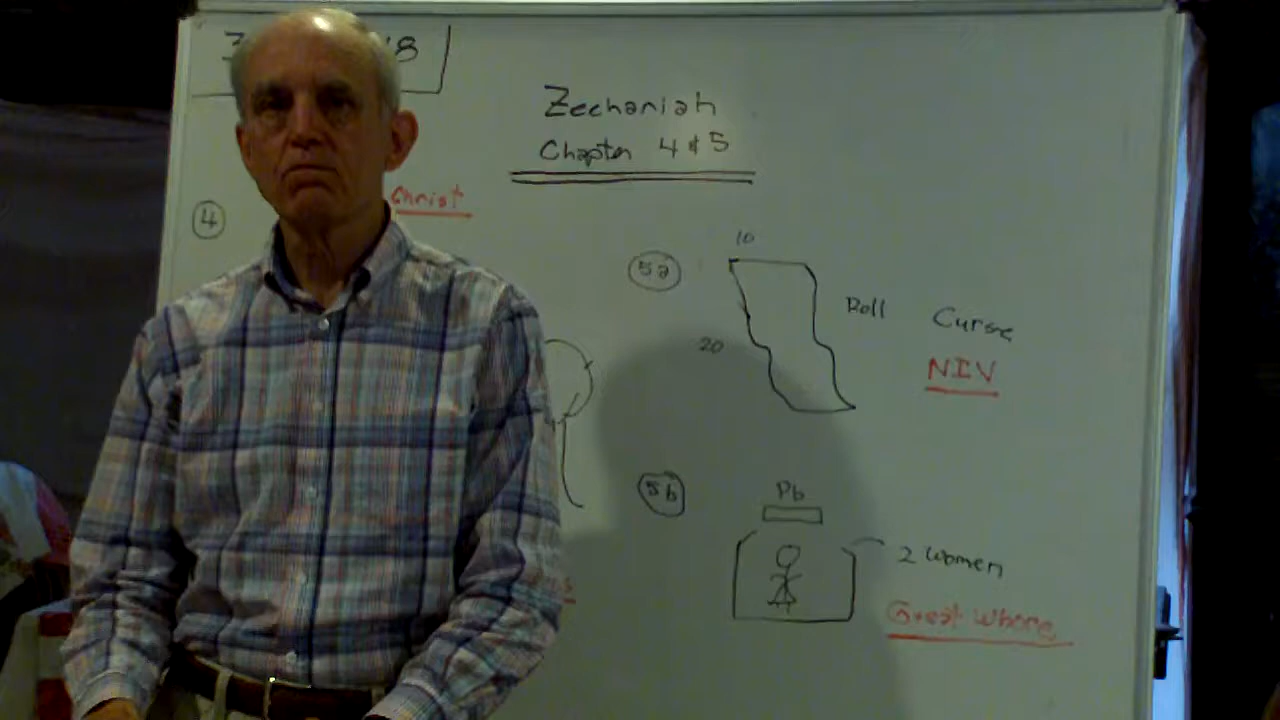 Zechariah
Chapter 4 & 5
Christ
4
10
5a
Roll
Curse
20
NIV
5b
Pb
2 Women
Great Whore